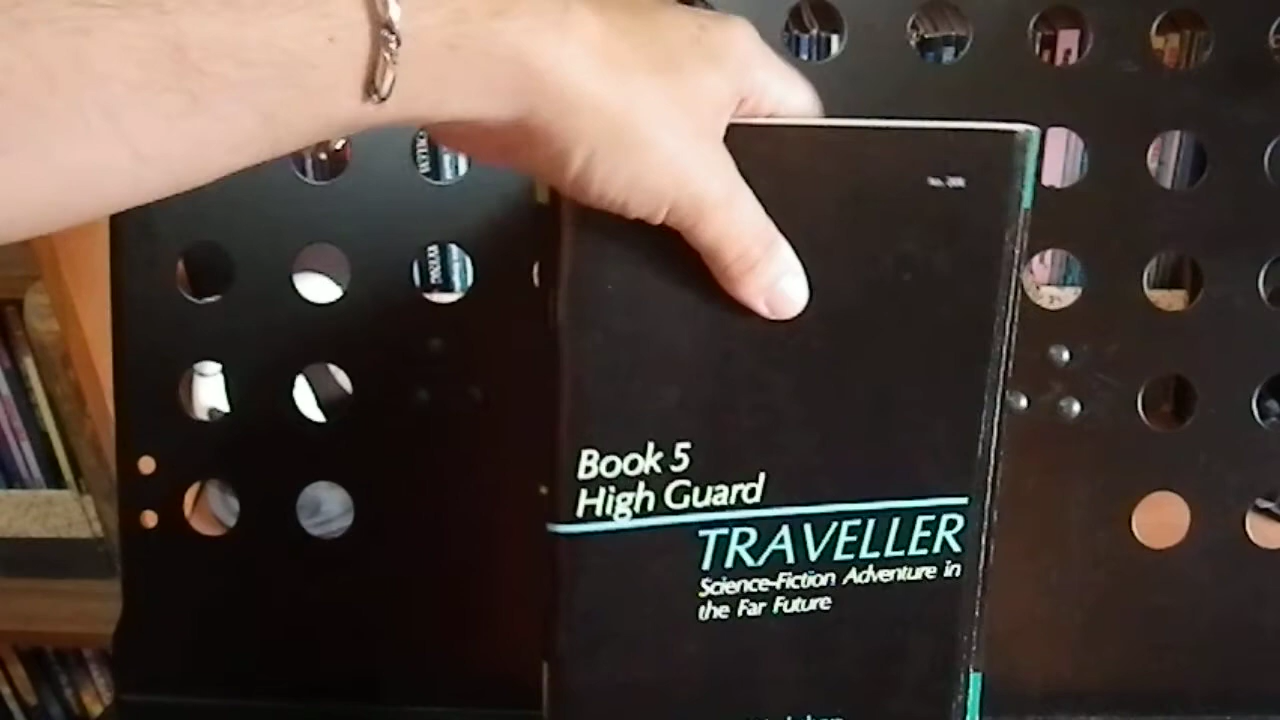 Book 5
High Guard
TRAVELLER
Science-Fiction Adventure in
the Far Future